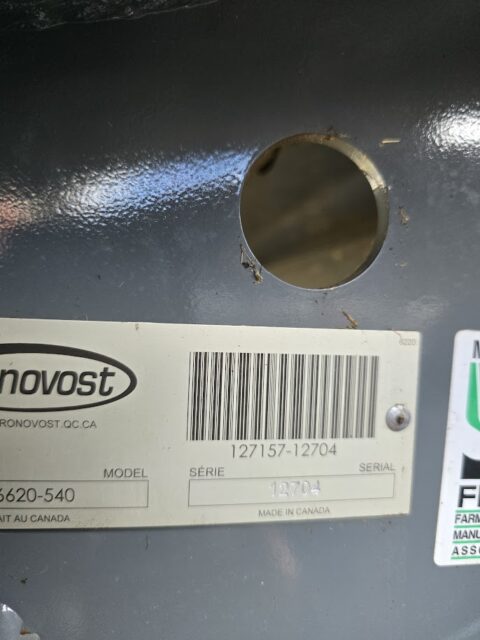 6220
novost
RONOVOST.QC.CA
127157-12704
MODEL
SÉRIE
SERIAL
6620-540
12704
AIT AU CANADA
MADE IN CANADA
F
FARM
MANU
ASSO